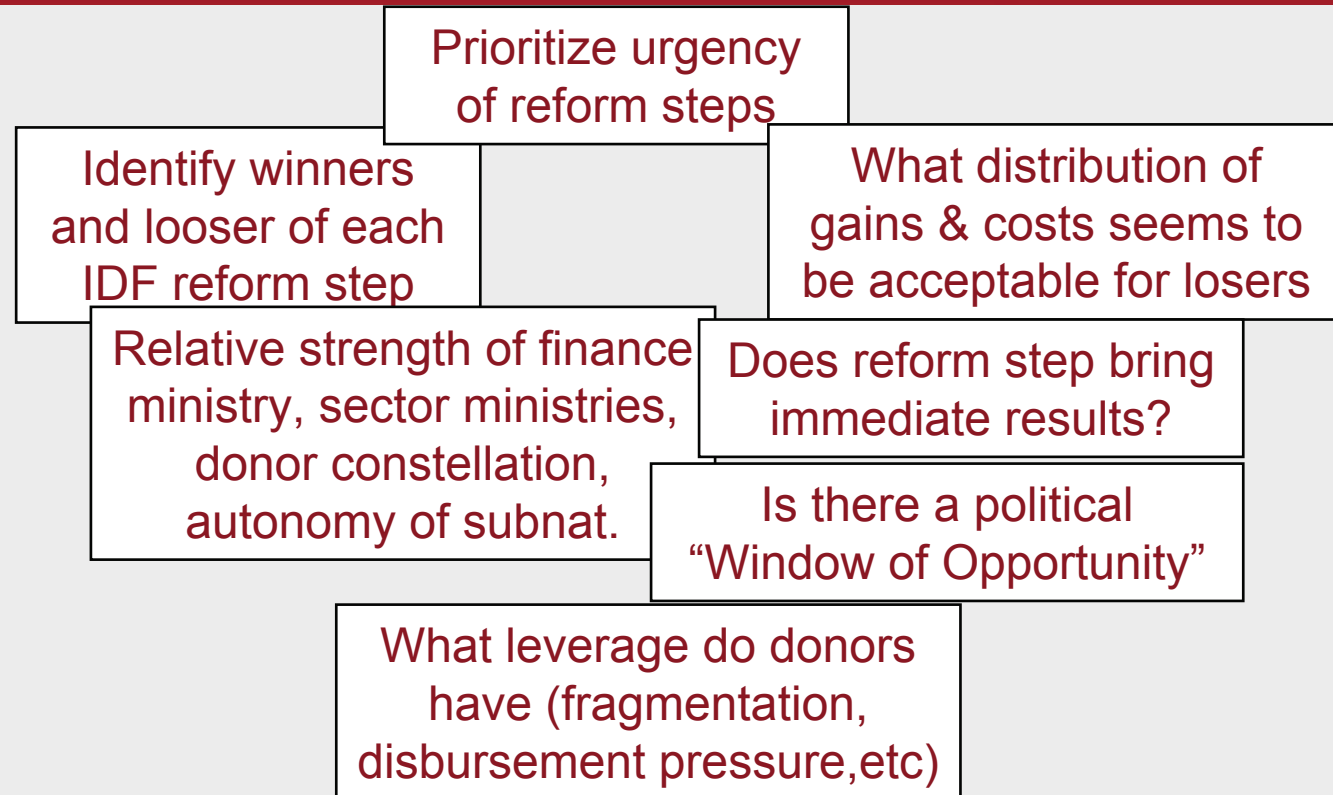 Prioritize urgency
of reform steps
Identify winners
and looser of each
IDF reform step
What distribution of
gains & costs seems to
be acceptable for losers
Relative strength of finance
ministry, sector ministries,
donor constellation,
autonomy of subnat.
Does reform step bring
immediate results?
Is there a political
“Window of Opportunity”
What leverage do donors
have (fragmentation,
disbursement pressure,etc)